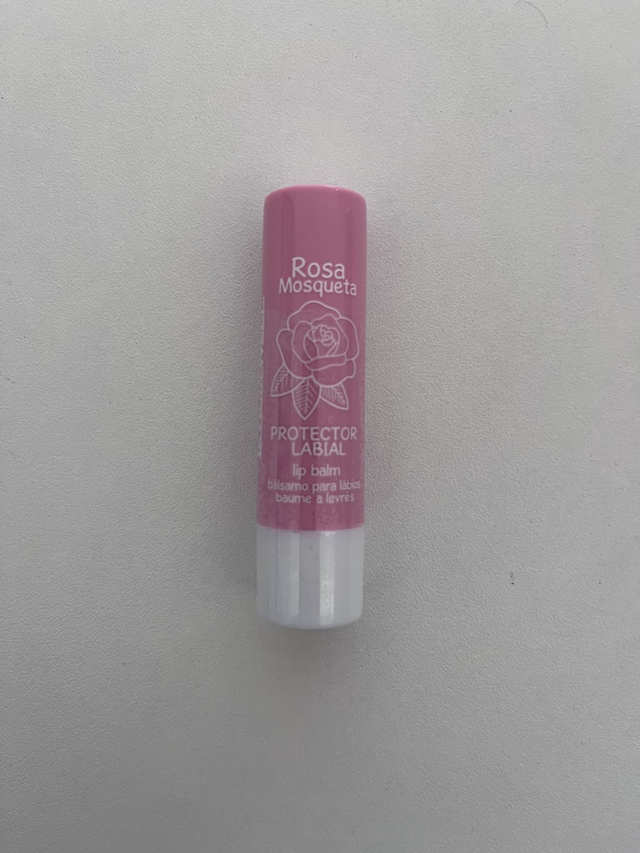 Rosa
Mosqueta
PROTECTOR
LABIAL
lip balm
bálsamo para lábios
baume a levres